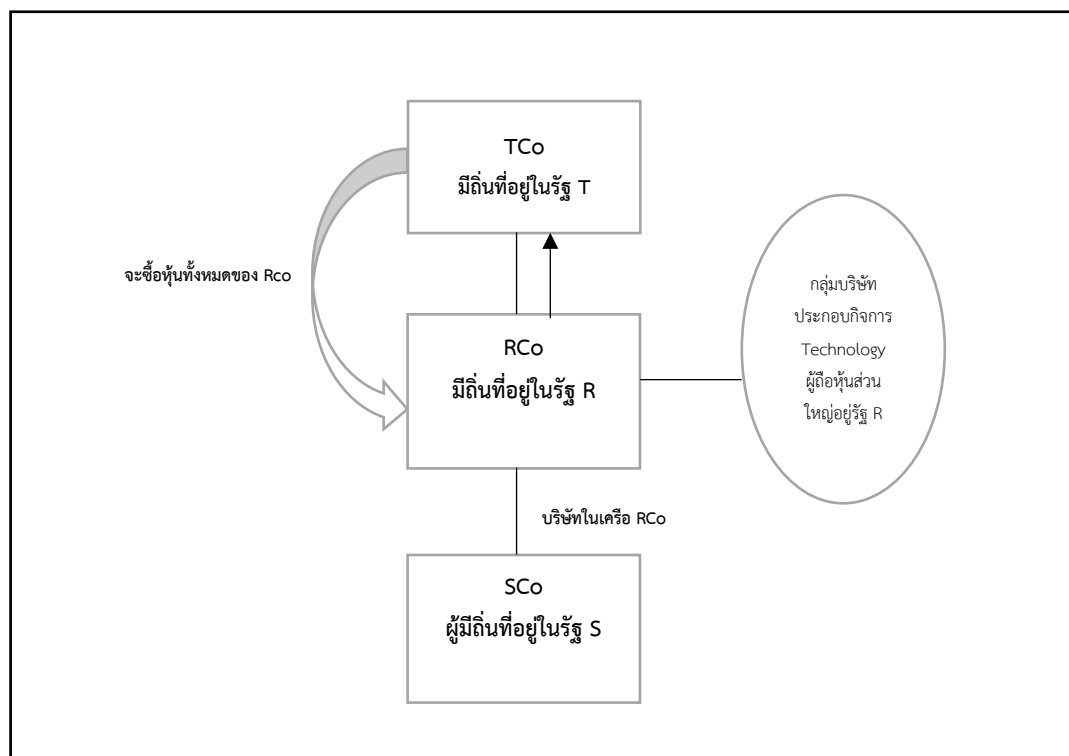 TCo
มีถิ่นที่อยู่ในรัฐ T
จะซื้อหุ้นทั้งหมดของ Rco
RCo
มีถิ่นที่อยู่ในรัฐ R
กลุ่มบริษัท
ประกอบกิจการ
Technology
ผู้ถือหุ้นส่วน
ใหญ่อยู่รัฐ R
บริษัทในเครือ RCo
SCo
ผู้มีถิ่นที่อยู่ในรัฐ S